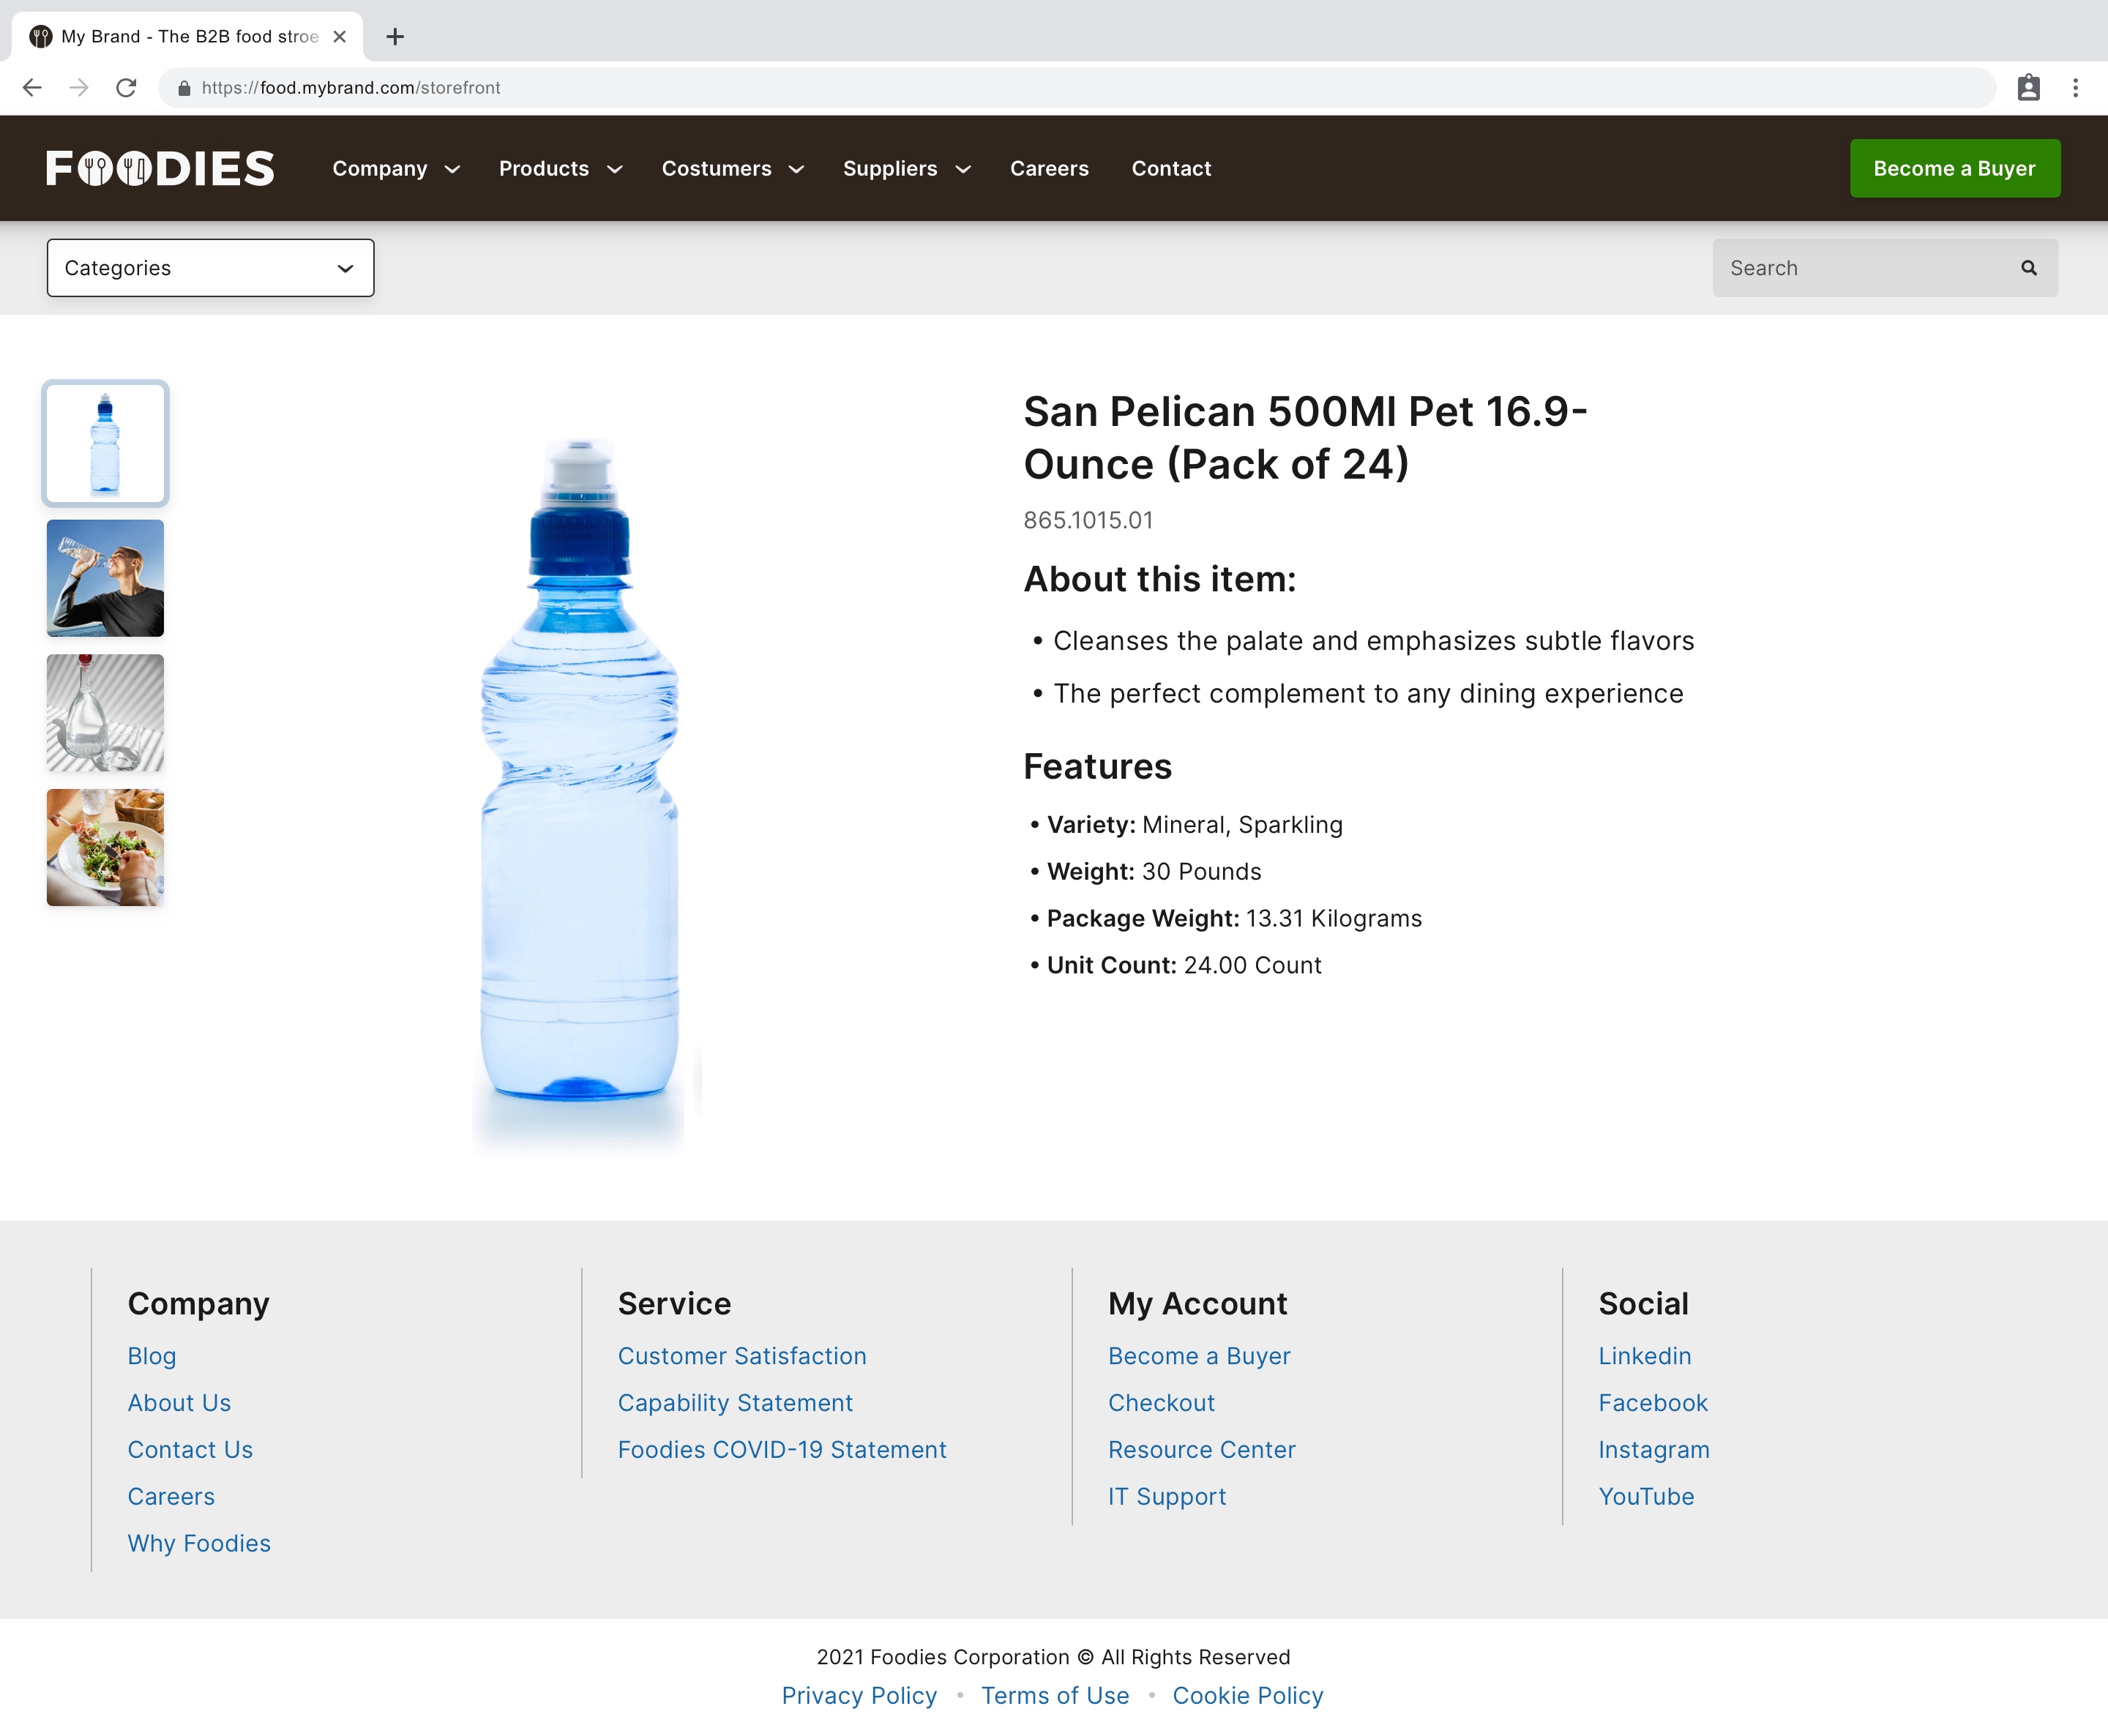 My Brand - The B2B food stroe
https://food.mybrand.com/storefront
FOODIES
Company
Products
Costumers
Suppliers
Careers
Contact
Become a Buyer
Categories
Search
San Pelican 500Ml Pet 16.9-
Ounce (Pack of 24)
865.1015.01
About this item:
• Cleanses the palate and emphasizes subtle flavors
• The perfect complement to any dining experience
Features
• Variety: Mineral, Sparkling
• Weight: 30 Pounds
• Package Weight: 13.31 Kilograms
• Unit Count: 24.00 Count
Company
Blog
About Us
Contact Us
Careers
Why Foodies
Service
Customer Satisfaction
Capability Statement
Foodies COVID-19 Statement
My Account
Become a Buyer
Checkout
Resource Center
IT Support
Social
Linkedin
Facebook
Instagram
YouTube
2021 Foodies Corporation © All Rights Reserved
Privacy Policy • Terms of Use • Cookie Policy